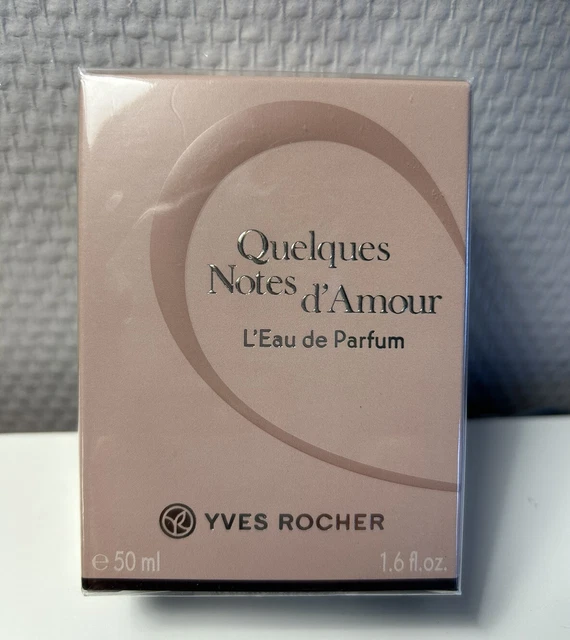 Quelques
Notes d'Amour
L'Eau de Parfum
YVES ROCHER
℮ 50 ml 1.6 fl.oz.